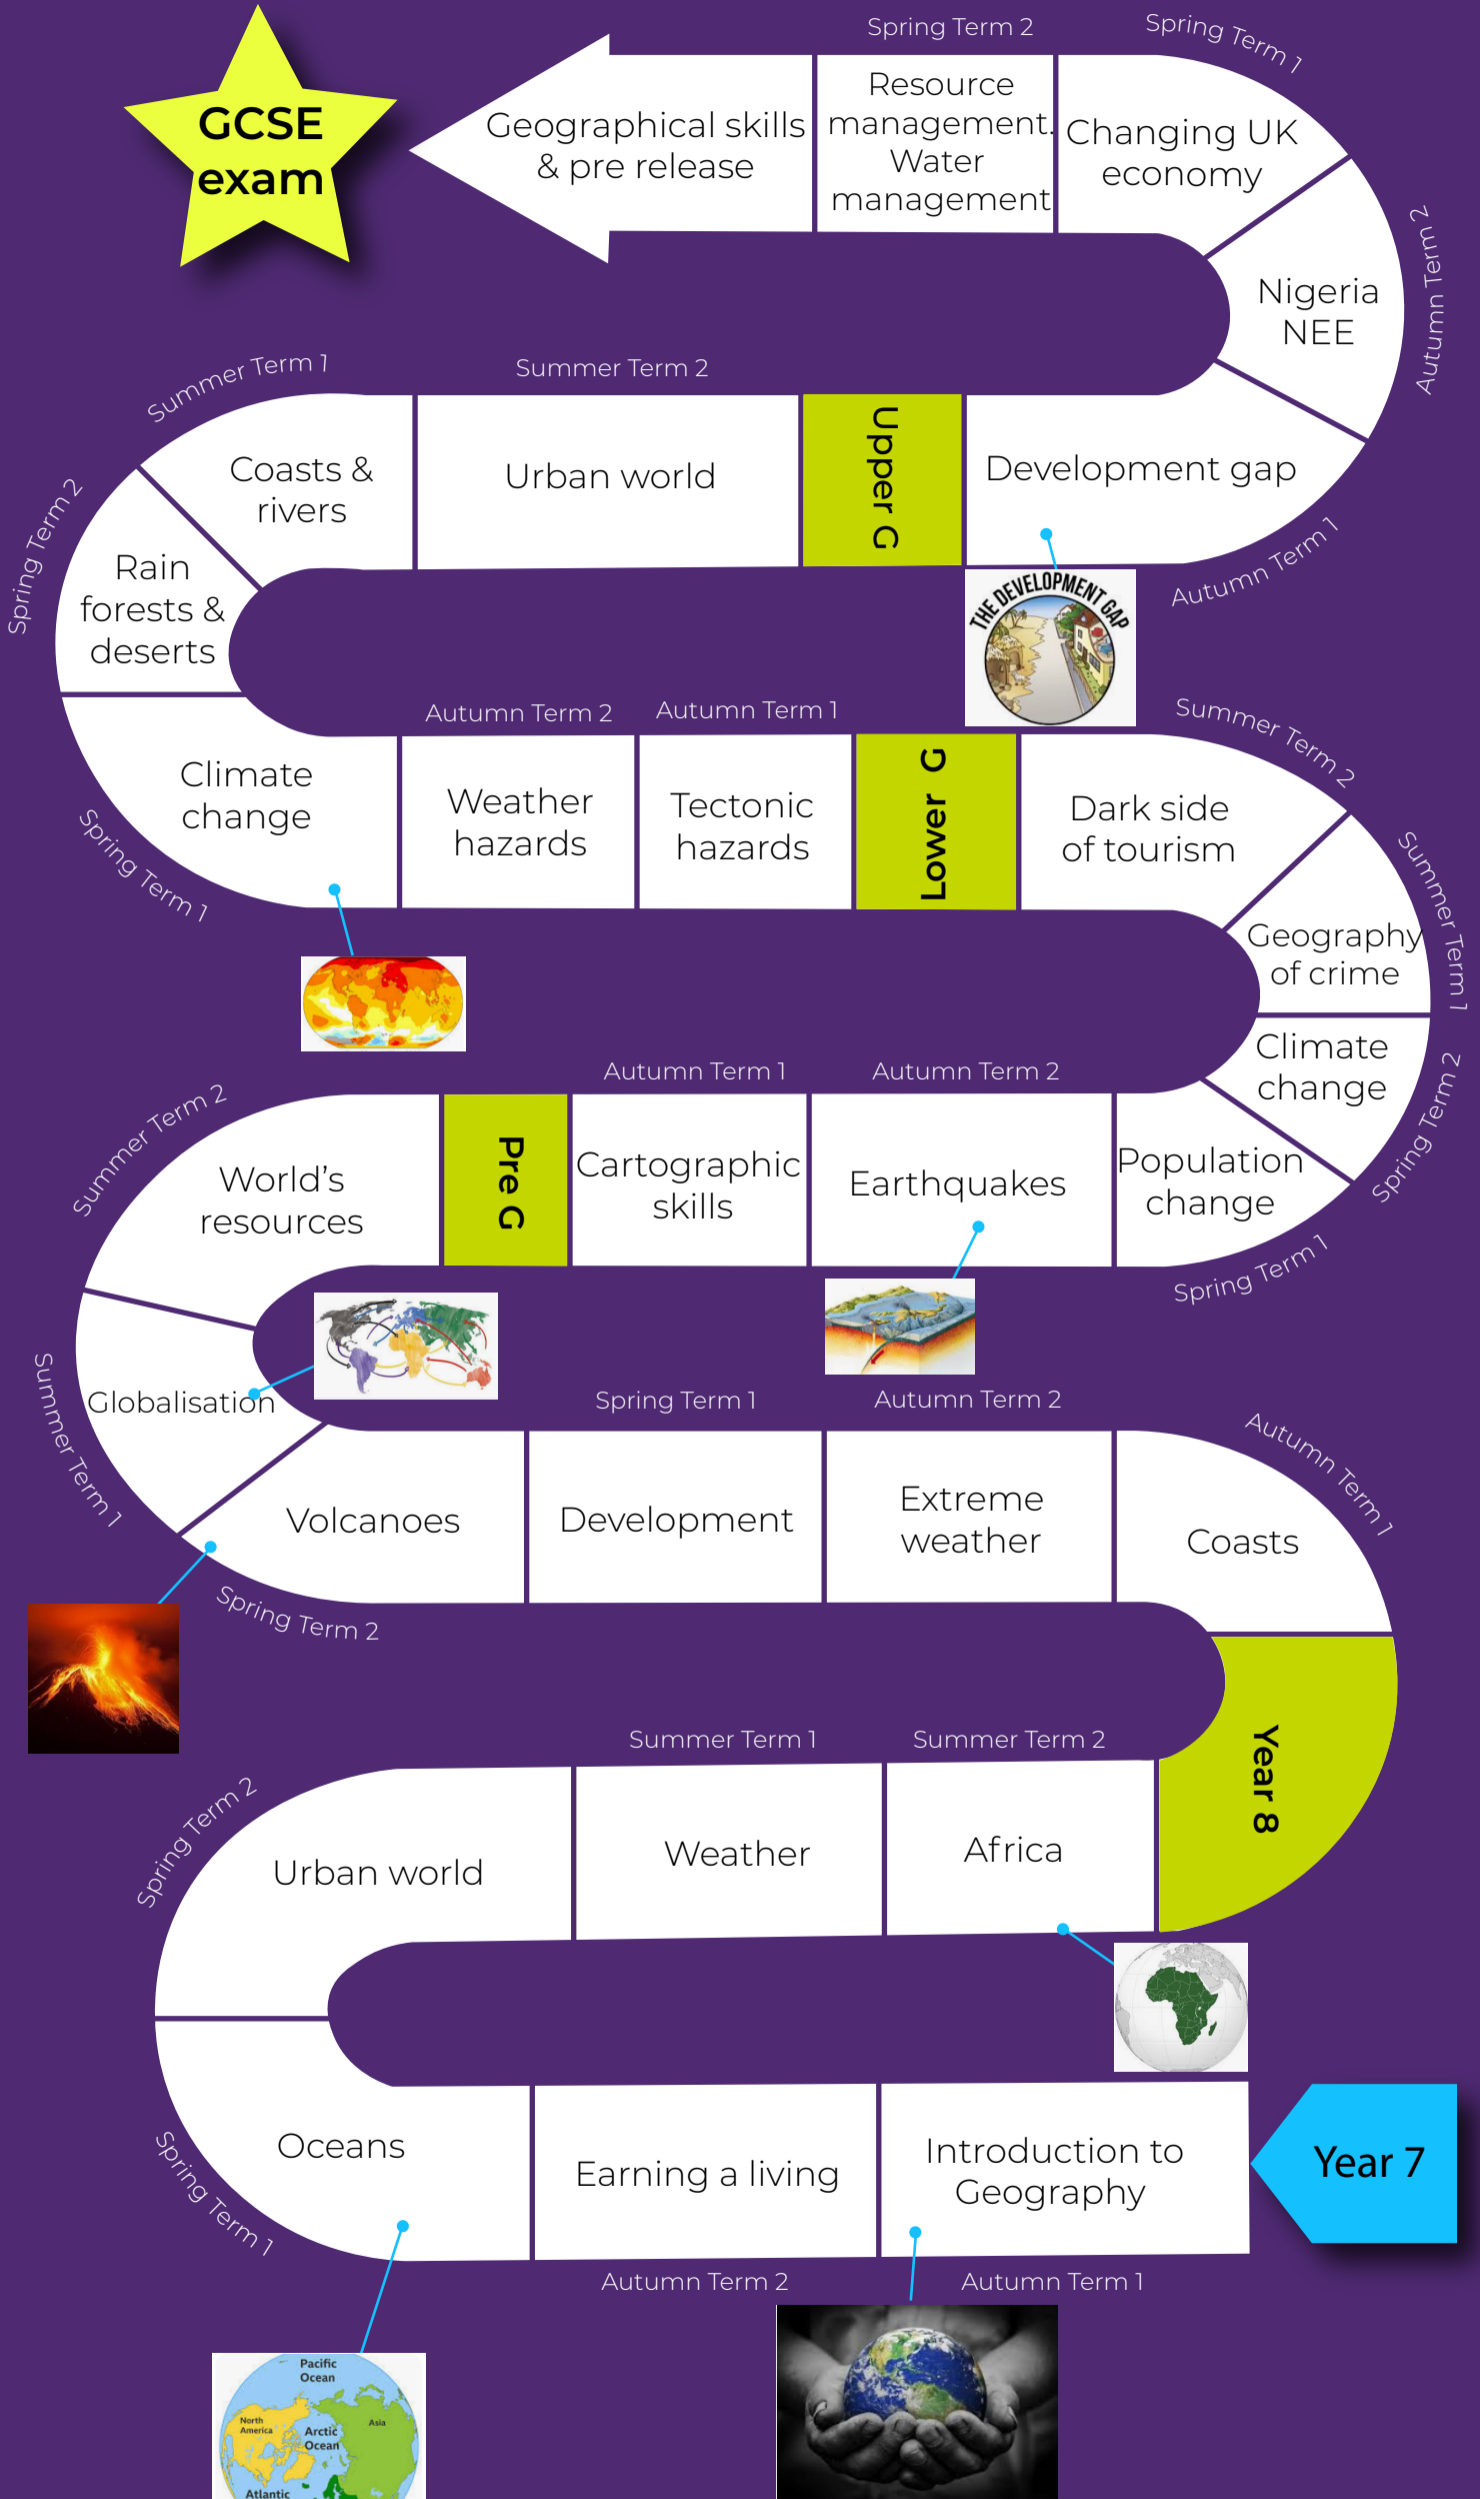 GCSE
exam
Spring Term 2
Spring Term 1
Geographical skills
& pre release
Resource
management.
Water
management
Changing UK
economy
Autumn Term 2
Nigeria
NEE
Summer Term 1
Summer Term 2
Coasts &
rivers
Urban world
Upper G
Development gap
Autumn Term 1
THE DEVELOPMENT GAP
Spring Term 2
Rain
forests &
deserts
Autumn Term 2
Autumn Term 1
Summer Term 2
Climate
change
Weather
hazards
Tectonic
hazards
Lower G
Dark side
of tourism
Spring Term 1
Summer Term 1
Geography
of crime
Climate
change
Spring Term 2
Autumn Term 1
Autumn Term 2
Summer Term 2
World's
resources
Pre G
Cartographic
skills
Earthquakes
Population
change
Spring Term 1
Summer Term 1
Globalisation
Spring Term 1
Autumn Term 2
Autumn Term 1
Volcanoes
Development
Extreme
weather
Coasts
Spring Term 2
Year 8
Summer Term 1
Summer Term 2
Spring Term 2
Urban world
Weather
Africa
Oceans
Earning a living
Introduction to
Geography
Year 7
Spring Term 1
Autumn Term 2
Autumn Term 1
Pacific
Ocean
North
America
Arctic
Ocean
Asia
Atlantic